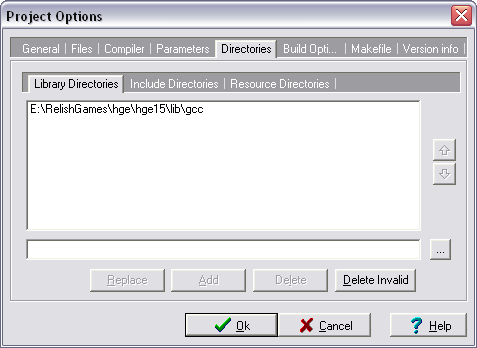 Project Options
General Files Compiler Parameters Directories Build Opti... Makefile Version info
Library Directories Include Directories Resource Directories
E:\RelishGames\hge\hge15\lib\gcc
...
Replace Add Delete Delete Invalid
Ok Cancel ? Help